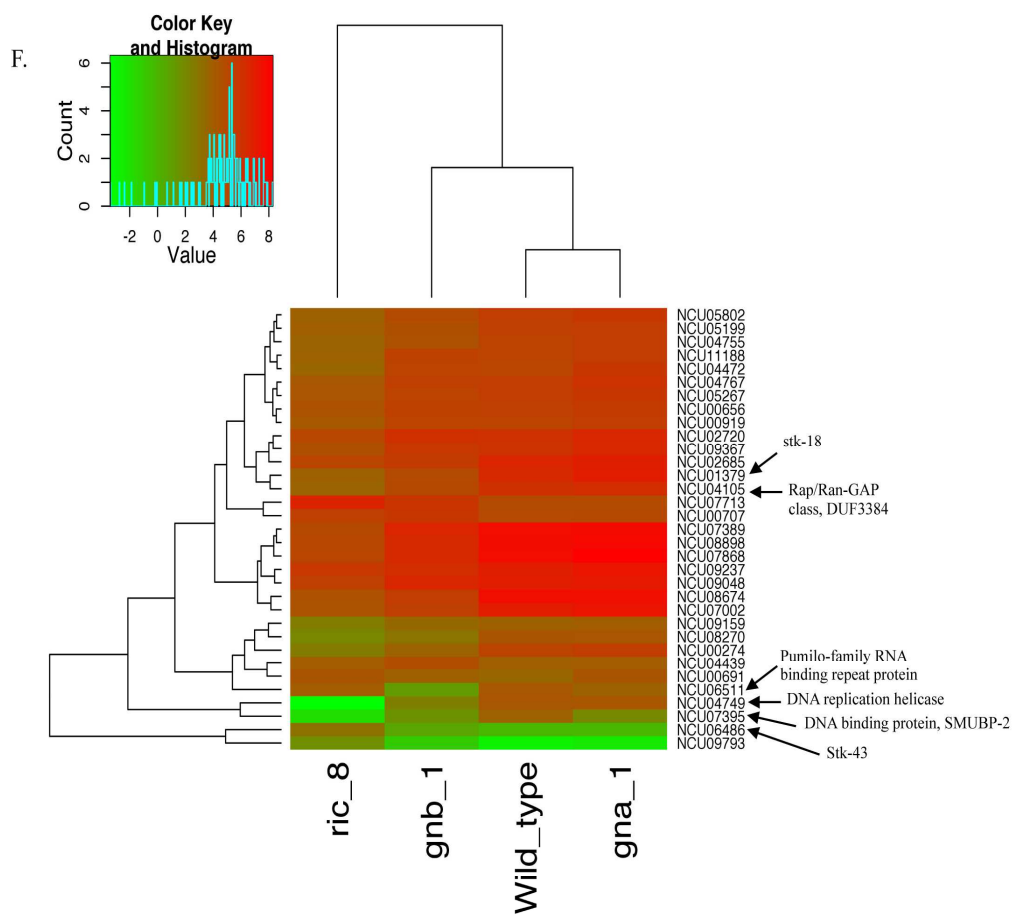 F.
Color Key
and Histogram
Count
0
2
4
6
-2 0 2 4 6 8
Value
NCU05802
NCU05199
NCU04755
NCU11188
NCU04472
NCU04767
NCU05267
NCU00656
NCU00919
NCU02720
NCU09367
NCU02685
NCU01379
NCU04105
NCU07713
NCU00707
NCU07389
NCU08898
NCU07868
NCU09237
NCU09048
NCU08674
NCU07002
NCU09159
NCU08270
NCU00274
NCU04439
NCU00691
NCU06511
NCU04749
NCU07395
NCU06486
NCU09793
stk-18
Rap/Ran-GAP
class, DUF3384
Pumilo-family RNA
binding repeat protein
DNA replication helicase
DNA binding protein, SMUBP-2
Stk-43
ric_8
gnb_1
Wild_type
gna_1